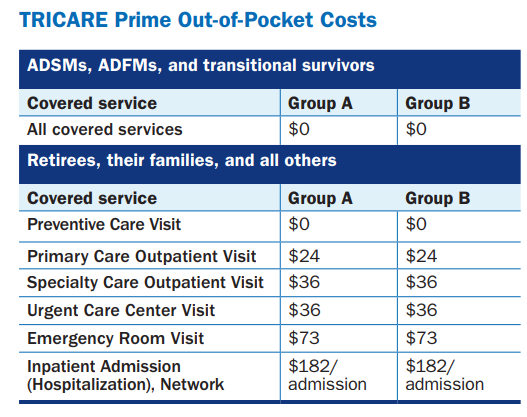 TRICARE Prime Out-of-Pocket Costs
ADSMs, ADFMs, and transitional survivors
Covered service Group A Group B
All covered services $0 $0
Retirees, their families, and all others
Covered service Group A Group B
Preventive Care Visit $0 $0
Primary Care Outpatient Visit $24 $24
Specialty Care Outpatient Visit $36 $36
Urgent Care Center Visit $36 $36
Emergency Room Visit $73 $73
Inpatient Admission $182/ $182/
(Hospitalization), Network admission admission